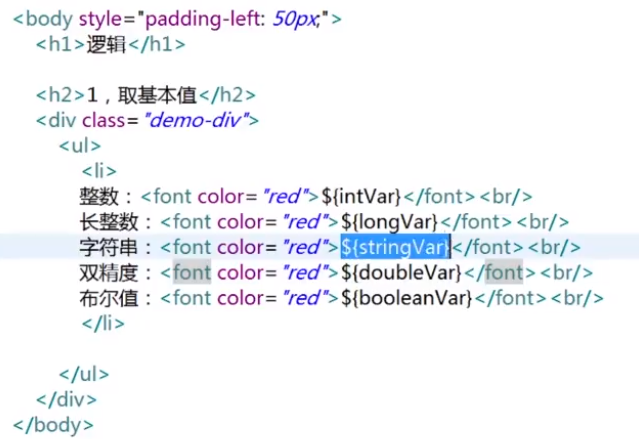 <body style="padding-left: 50px;">
<h1>逻辑</h1>
<h2>1，取基本值</h2>
<div class="demo-div">
<ul>
<li>
整数：<font color="red">${intVar}</font><br/>
长整数：<font color="red">${longVar}</font><br/>
字符串：<font color="red">${stringVar}</font><br/>
双精度：<font color="red">${doubleVar}</font><br/>
布尔值：<font color="red">${booleanVar}</font><br/>
</li>
</ul>
</div>
</body>